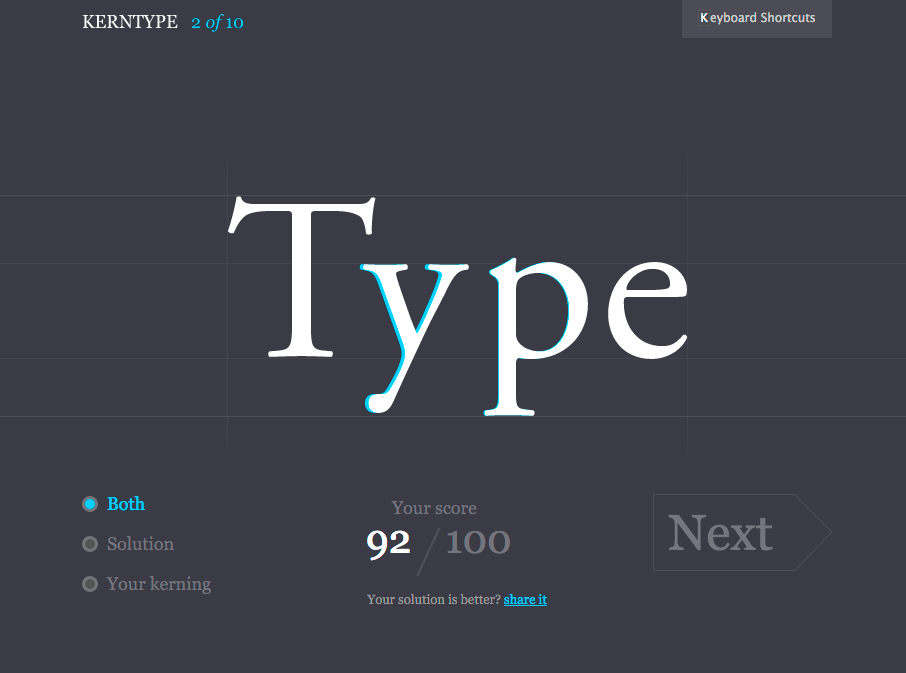 KERNTYPE 2 of 10
Keyboard Shortcuts
Type
Both
Solution
Your kerning
Your score
92/100
Your solution is better? share it
Next